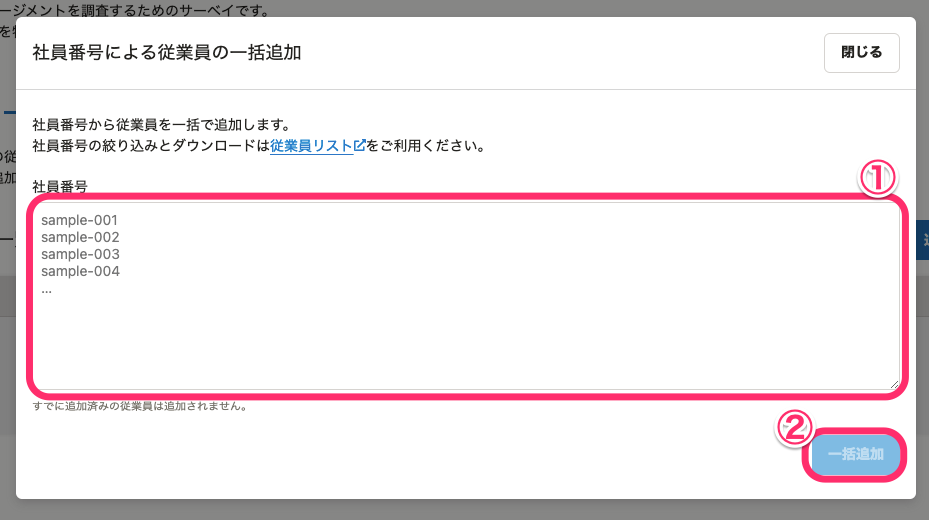 ージメントを調査するためのサーベイです。
社員番号による従業員の一括追加
閉じる
社員番号から従業員を一括で追加します。
社員番号の絞り込みとダウンロードは従業員リストをご利用ください。
社員番号
①
sample-001
sample-002
sample-003
sample-004
...
すでに追加済みの従業員は追加されません。
②
一括追加